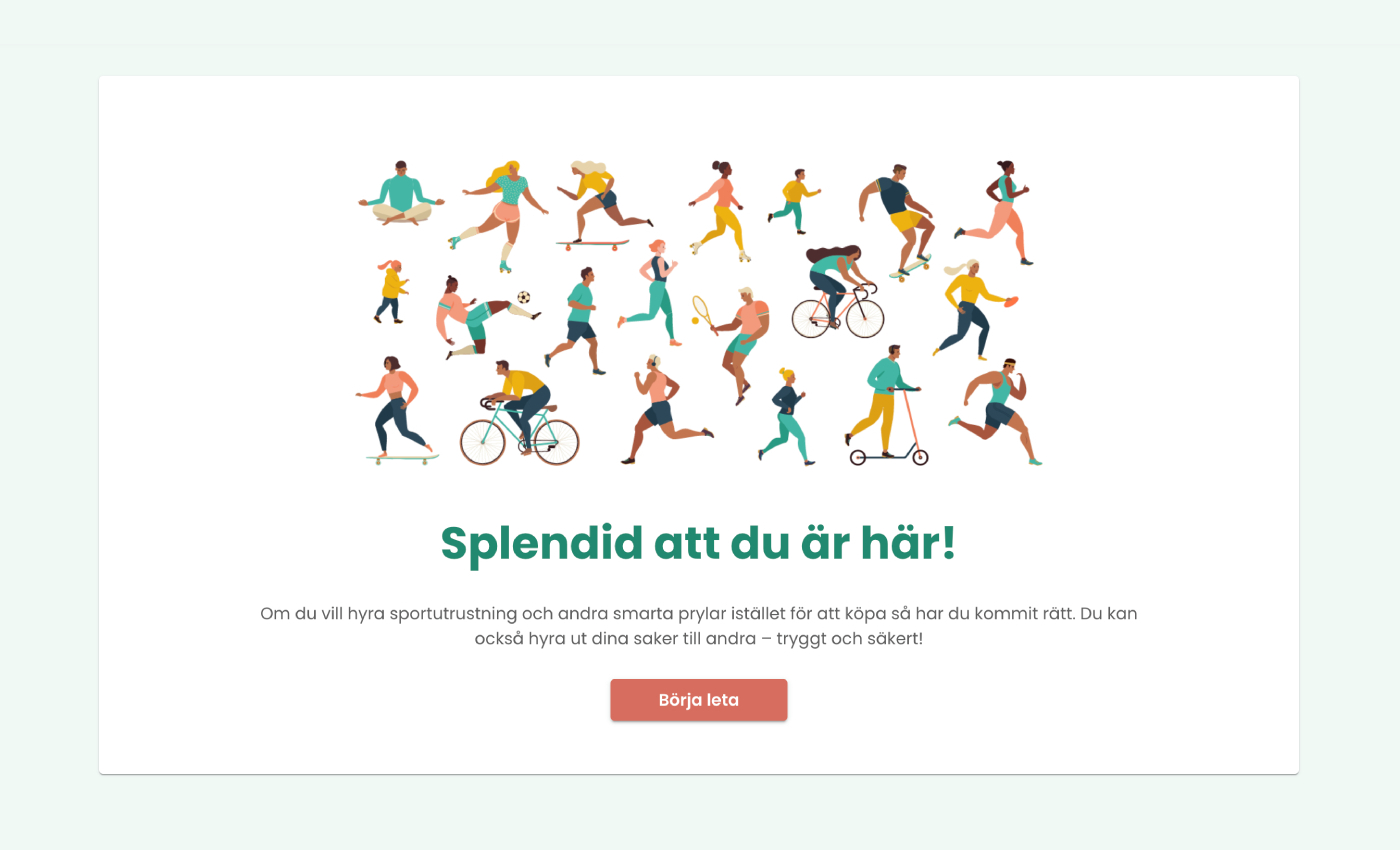 Splendid att du är här!
Om du vill hyra sportutrustning och andra smarta prylar istället för att köpa så har du kommit rätt. Du kan
också hyra ut dina saker till andra – tryggt och säkert!
Börja leta